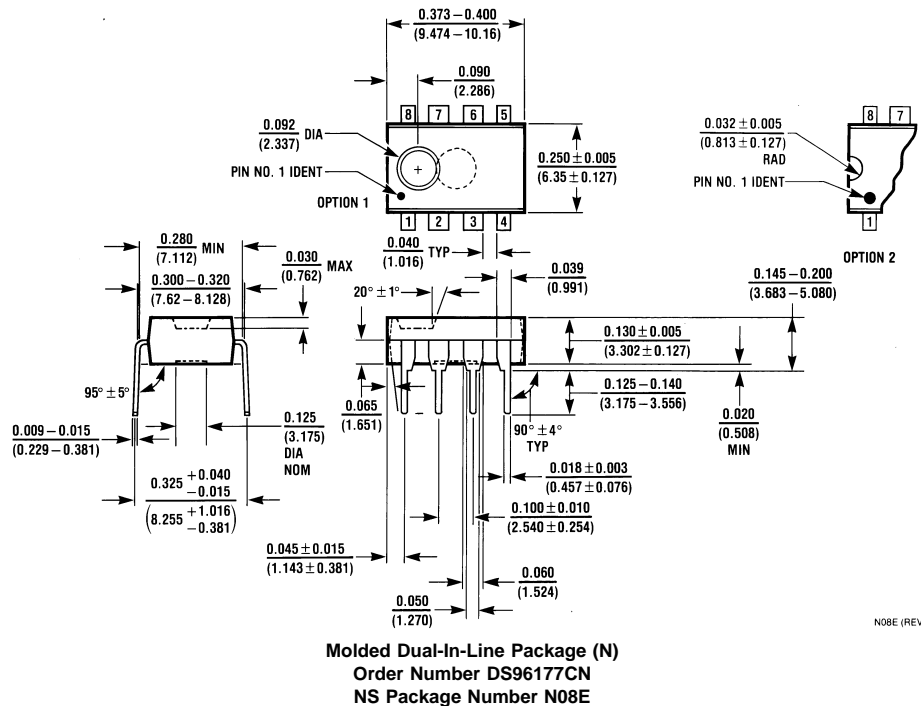 0.373–0.400
(9.474–10.16)
0.090
(2.286)
8 7 6 5
0.092 DIA
(2.337)
PIN NO. 1 IDENT
OPTION 1
1 2 3 4
0.250 ± 0.005
(6.35 ± 0.127)
8 7
0.032 ± 0.005
(0.813 ± 0.127)
RAD
PIN NO. 1 IDENT
1
OPTION 2
0.280 MIN
(7.112)
0.300–0.320
(7.62–8.128)
0.030 MAX
(0.762)
0.040 TYP
(1.016)
0.039
(0.991)
20° ± 1°
0.145–0.200
(3.683–5.080)
0.130 ± 0.005
(3.302 ± 0.127)
0.125–0.140
(3.175–3.556)
0.020
(0.508)
MIN
95° ± 5°
0.009–0.015
(0.229–0.381)
0.125
(3.175)
DIA
NOM
0.065
(1.651)
90° ± 4°
TYP
0.018 ± 0.003
(0.457 ± 0.076)
0.325 +0.040
−0.015
(8.255 +1.016
−0.381)
0.100 ± 0.010
(2.540 ± 0.254)
0.045 ± 0.015
(1.143 ± 0.381)
0.060
(1.524)
0.050
(1.270)
N08E (REV
Molded Dual-In-Line Package (N)
Order Number DS96177CN
NS Package Number N08E